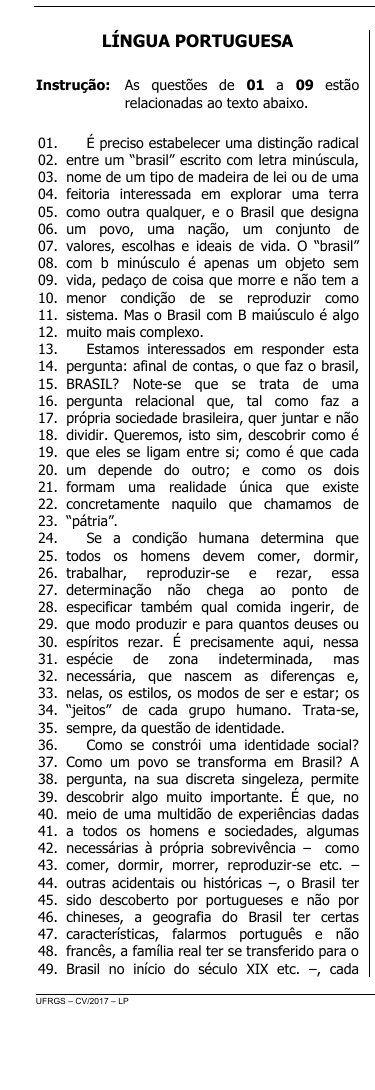 LÍNGUA PORTUGUESA
Instrução: As questões de 01 a 09 estão
relacionadas ao texto abaixo.
01. É preciso estabelecer uma distinção radical
02. entre um “brasil” escrito com letra minúscula,
03. nome de um tipo de madeira de lei ou de uma
04. feitoria interessada em explorar uma terra
05. como outra qualquer, e o Brasil que designa
06. um povo, uma nação, um conjunto de
07. valores, escolhas e ideais de vida. O “brasil”
08. com b minúsculo é apenas um objeto sem
09. vida, pedaço de coisa que morre e não tem a
10. menor condição de se reproduzir como
11. sistema. Mas o Brasil com B maiúsculo é algo
12. muito mais complexo.
13. Estamos interessados em responder esta
14. pergunta: afinal de contas, o que faz o brasil,
15. BRASIL? Note-se que se trata de uma
16. pergunta relacional que, tal como faz a
17. própria sociedade brasileira, quer juntar e não
18. dividir. Queremos, isto sim, descobrir como é
19. que eles se ligam entre si; como é que cada
20. um depende do outro; e como os dois
21. formam uma realidade única que existe
22. concretamente naquilo que chamamos de
23. “pátria”.
24. Se a condição humana determina que
25. todos os homens devem comer, dormir,
26. trabalhar, reproduzir-se e rezar, essa
27. determinação não chega ao ponto de
28. especificar também qual comida ingerir, de
29. que modo produzir e para quantos deuses ou
30. espíritos rezar. É precisamente aqui, nessa
31. espécie de zona indeterminada, mas
32. necessária, que nascem as diferenças e,
33. nelas, os estilos, os modos de ser e estar; os
34. “jeitos” de cada grupo humano. Trata-se,
35. sempre, da questão de identidade.
36. Como se constrói uma identidade social?
37. Como um povo se transforma em Brasil? A
38. pergunta, na sua discreta singeleza, permite
39. descobrir algo muito importante. É que, no
40. meio de uma multidão de experiências dadas
41. a todos os homens e sociedades, algumas
42. necessárias à própria sobrevivência – como
43. comer, dormir, morrer, reproduzir-se etc. –
44. outras acidentais ou históricas –, o Brasil ter
45. sido descoberto por portugueses e não por
46. chineses, a geografia do Brasil ter certas
47. características, falarmos português e não
48. francês, a família real ter se transferido para o
49. Brasil no início do século XIX etc. –, cada
UFRGS – CV/2017 – LP